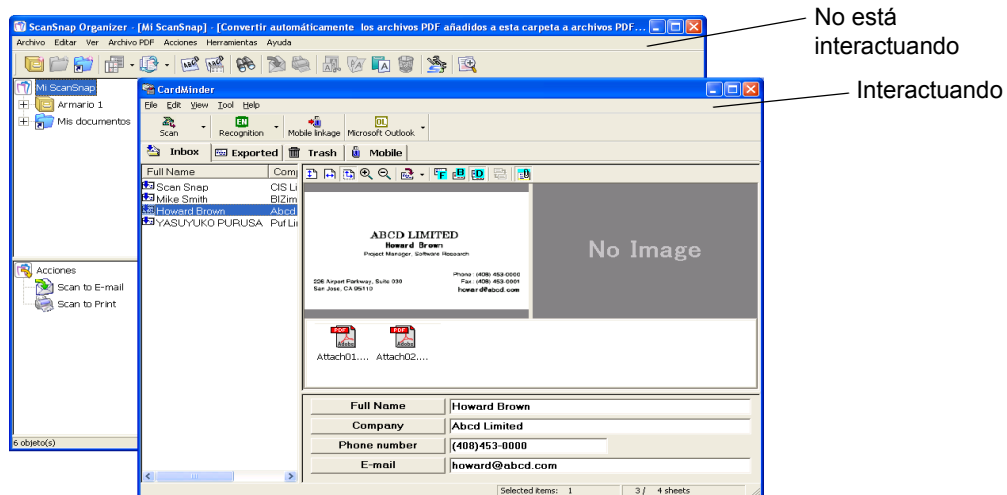 No está
interactuando
Interactuando
ScanSnap Organizer - [Mi ScanSnap] - [Convertir automáticamente los archivos PDF añadidos a esta carpeta a archivos PDF...
Archivo Editar Ver Archivo PDF Acciones Herramientas Ayuda
Mi ScanSnap
Armario 1
Mis documentos
Acciones
Scan to E-mail
Scan to Print
6 objeto(s)
CardMinder
File Edit View Tool Help
Scan Recognition Mobile linkage Microsoft Outlook
Inbox Exported Trash Mobile
Full Name Com
Scan Snap CIS Li
Mike Smith BIZim
Howard Brown Abcd
YASUYUKO PURUSA Puf Li
ABCD LIMITED
Howard Brown
Project Manager, Software Research
226 Airport Parkway, Suite 030
San Jose, CA 95110
Phone : (408) 453-0000
Fax : (408) 453-0001
howard@abcd.com
No Image
Attach01.... Attach02....
Full Name Howard Brown
Company Abcd Limited
Phone number (408)453-0000
E-mail howard@abcd.com
Selected items: 1 3 / 4 sheets